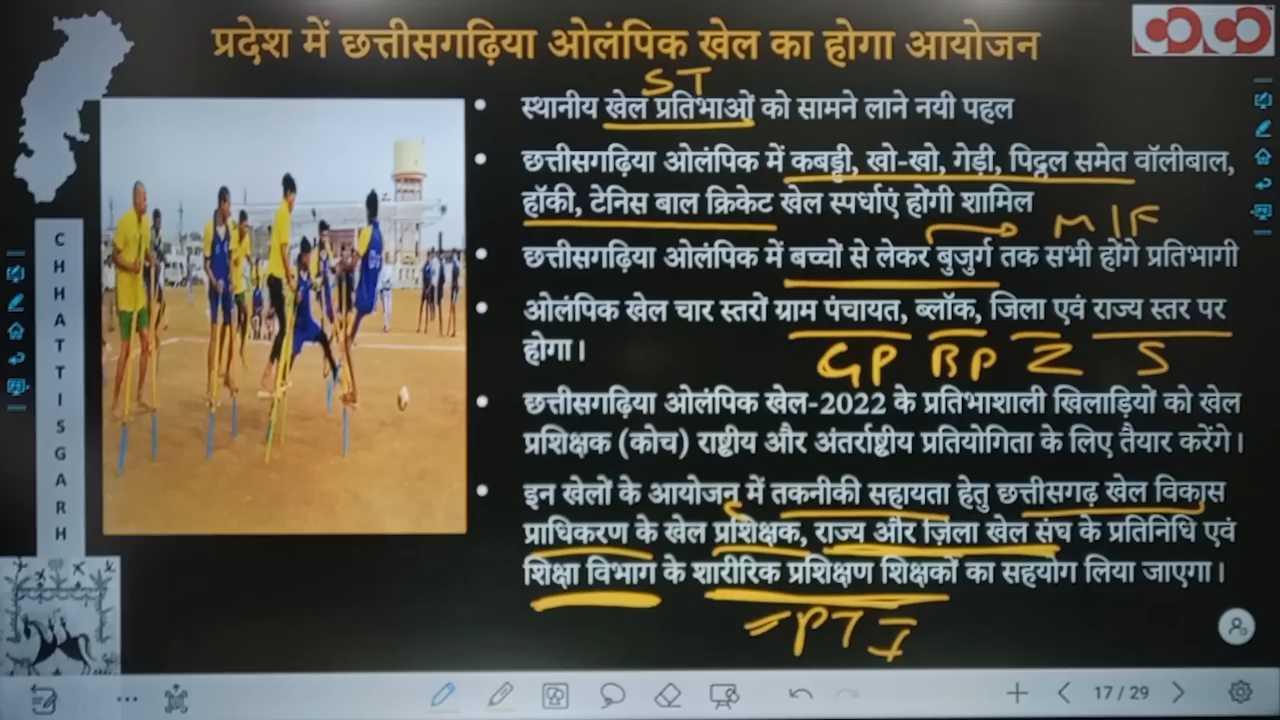 प्रदेश में छत्तीसगढ़िया ओलंपिक खेल का होगा आयोजन
ST
• स्थानीय खेल प्रतिभाओं को सामने लाने नयी पहल
• छत्तीसगढ़िया ओलंपिक में कबड्डी, खो-खो, गेड़ी, पिट्ठल समेत वॉलीबाल,
हॉकी, टेनिस बाल क्रिकेट खेल स्पर्धाएं होंगी शामिल
M/F
• छत्तीसगढ़िया ओलंपिक में बच्चों से लेकर बुजुर्ग तक सभी होंगे प्रतिभागी
• ओलंपिक खेल चार स्तरों ग्राम पंचायत, ब्लॉक, जिला एवं राज्य स्तर पर
होगा।
GP BP Z S
• छत्तीसगढ़िया ओलंपिक खेल-2022 के प्रतिभाशाली खिलाड़ियों को खेल
प्रशिक्षक (कोच) राष्ट्रीय और अंतर्राष्ट्रीय प्रतियोगिता के लिए तैयार करेंगे।
• इन खेलों के आयोजन में तकनीकी सहायता हेतु छत्तीसगढ़ खेल विकास
प्राधिकरण के खेल प्रशिक्षक, राज्य और ज़िला खेल संघ के प्रतिनिधि एवं
शिक्षा विभाग के शारीरिक प्रशिक्षण शिक्षकों का सहयोग लिया जाएगा।
= PTI
CHHATTISGARH
17 / 29